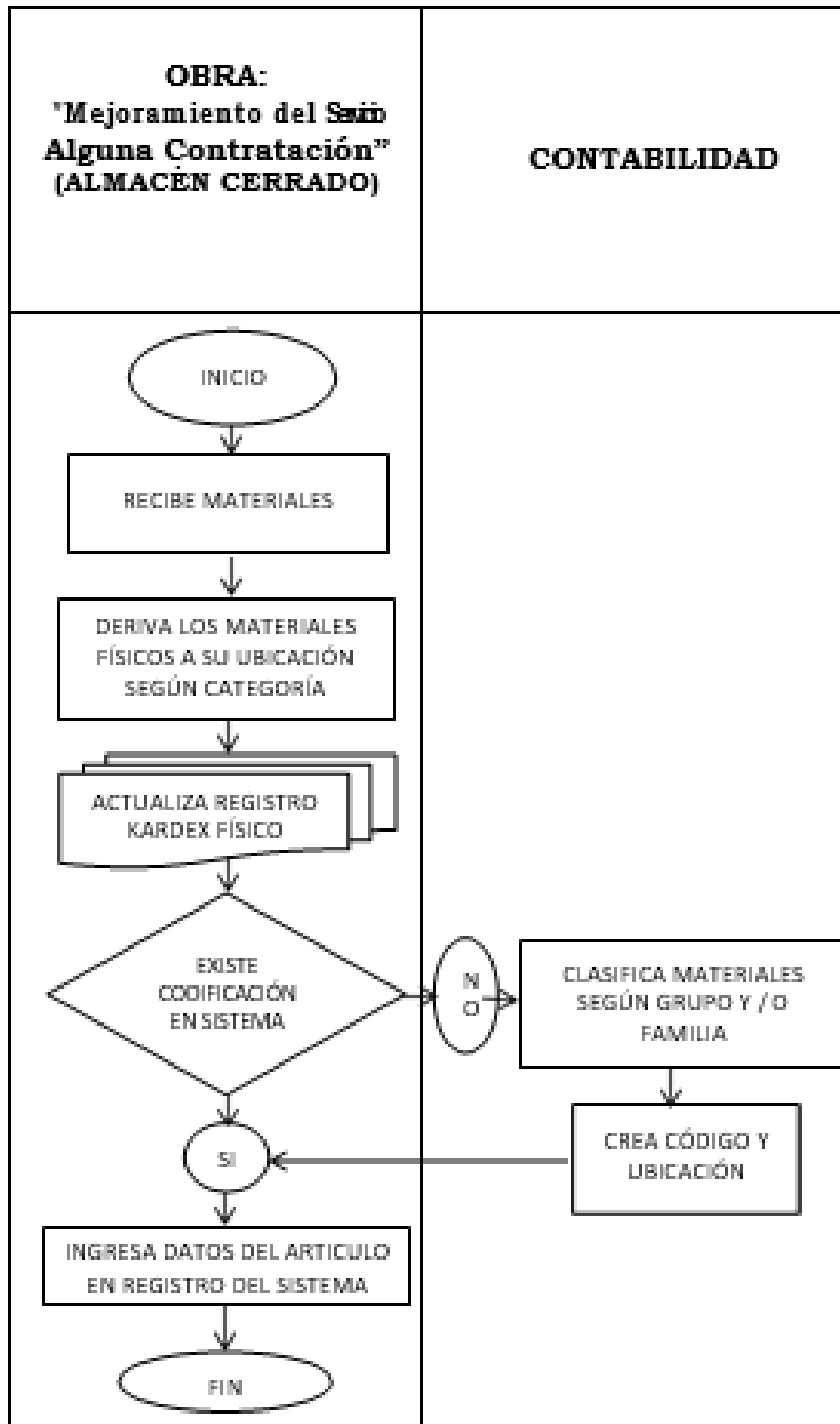 OBRA:
"Mejoramiento del
Alguna Contratación”
(ALMACÉN CERRADO)
CONTABILIDAD
INICIO
RECIBE MATERIALES
DERIVA LOS MATERIALES
FÍSICOS A SU UBICACIÓN
SEGÚN CATEGORÍA
ACTUALIZA REGISTRO
KARDEX FÍSICO
EXISTE
CODIFICACIÓN
EN SISTEMA
N
O
CLASIFICA MATERIALES
SEGÚN GRUPO Y / O
FAMILIA
CREA CÓDIGO Y
UBICACIÓN
SI
INGRESA DATOS DEL ARTICULO
EN REGISTRO DEL SISTEMA
FIN